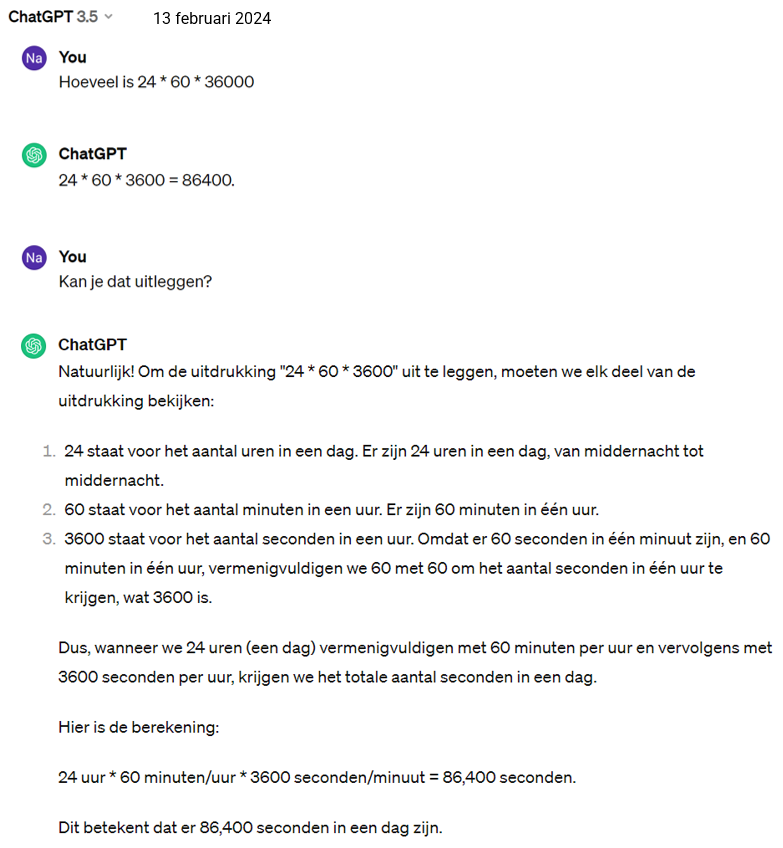 ChatGPT 3.5 13 februari 2024
Na You
Hoeveel is 24 * 60 * 36000
ChatGPT
24 * 60 * 3600 = 86400.
Na You
Kan je dat uitleggen?
ChatGPT
Natuurlijk! Om de uitdrukking "24 * 60 * 3600" uit te leggen, moeten we elk deel van de
uitdrukking bekijken:
1. 24 staat voor het aantal uren in een dag. Er zijn 24 uren in een dag, van middernacht tot
middernacht.
2. 60 staat voor het aantal minuten in een uur. Er zijn 60 minuten in één uur.
3. 3600 staat voor het aantal seconden in een uur. Omdat er 60 seconden in één minuut zijn, en 60
minuten in één uur, vermenigvuldigen we 60 met 60 om het aantal seconden in één uur te
krijgen, wat 3600 is.
Dus, wanneer we 24 uren (een dag) vermenigvuldigen met 60 minuten per uur en vervolgens met
3600 seconden per uur, krijgen we het totale aantal seconden in een dag.
Hier is de berekening:
24 uur * 60 minuten/uur * 3600 seconden/minuut = 86,400 seconden.
Dit betekent dat er 86,400 seconden in een dag zijn.